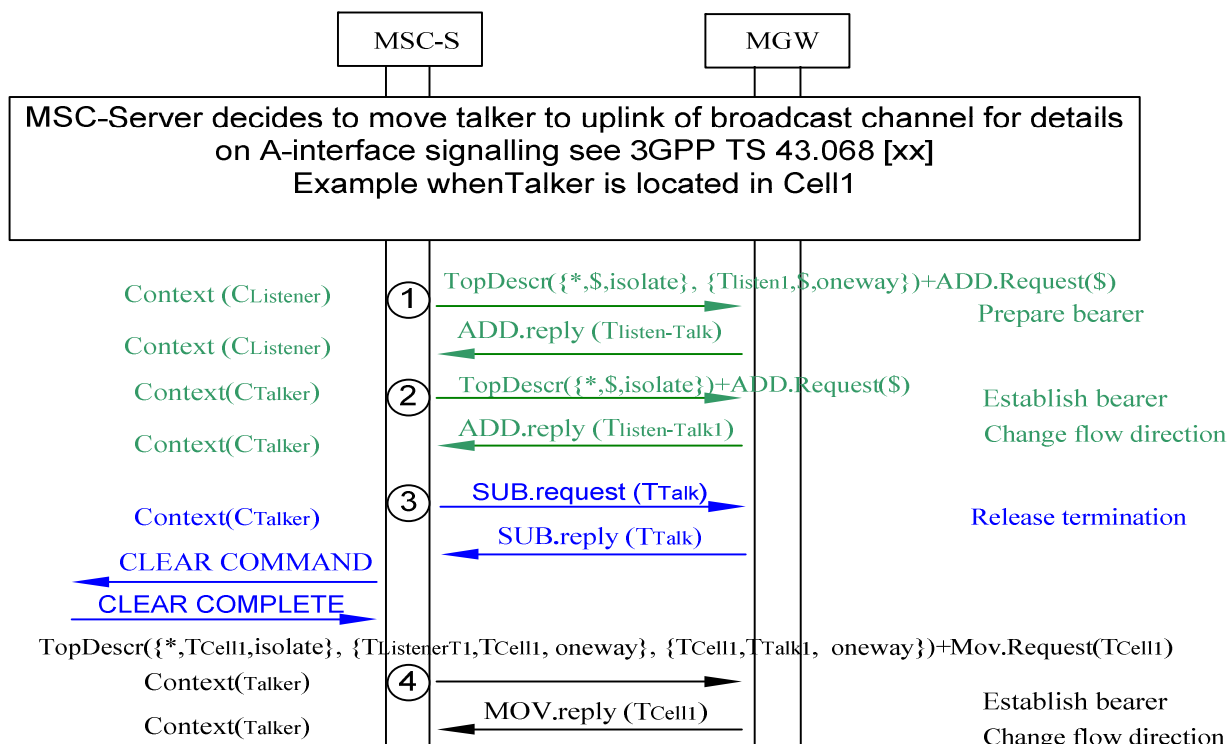 MSC-S
MGW
MSC-Server decides to move talker to uplink of broadcast channel for details
on A-interface signalling see 3GPP TS 43.068 [xx]
Example whenTalker is located in Cell1
TopDescr({*,$,isolate}, {Tlisten1,$,oneway})+ADD.Request($)
Context (CListener)
1
Prepare bearer
ADD.reply (Tlisten-Talk)
Context (CListener)
TopDescr({*,$,isolate})+ADD.Request($)
Context(CTalker)
2
Establish bearer
ADD.reply (Tlisten-Talk1)
Change flow direction
Context(CTalker)
SUB.request (TTalk)
3
Context(CTalker)
Release termination
SUB.reply (TTalk)
CLEAR COMMAND
CLEAR COMPLETE
TopDescr({*,TCell1,isolate}, {TListenerT1,TCell1, oneway}, {TCell1,TTalk1, oneway})+Mov.Request(TCell1)
Context(Talker)
4
Establish bearer
MOV.reply (TCell1)
Context(Talker)
Change flow direction